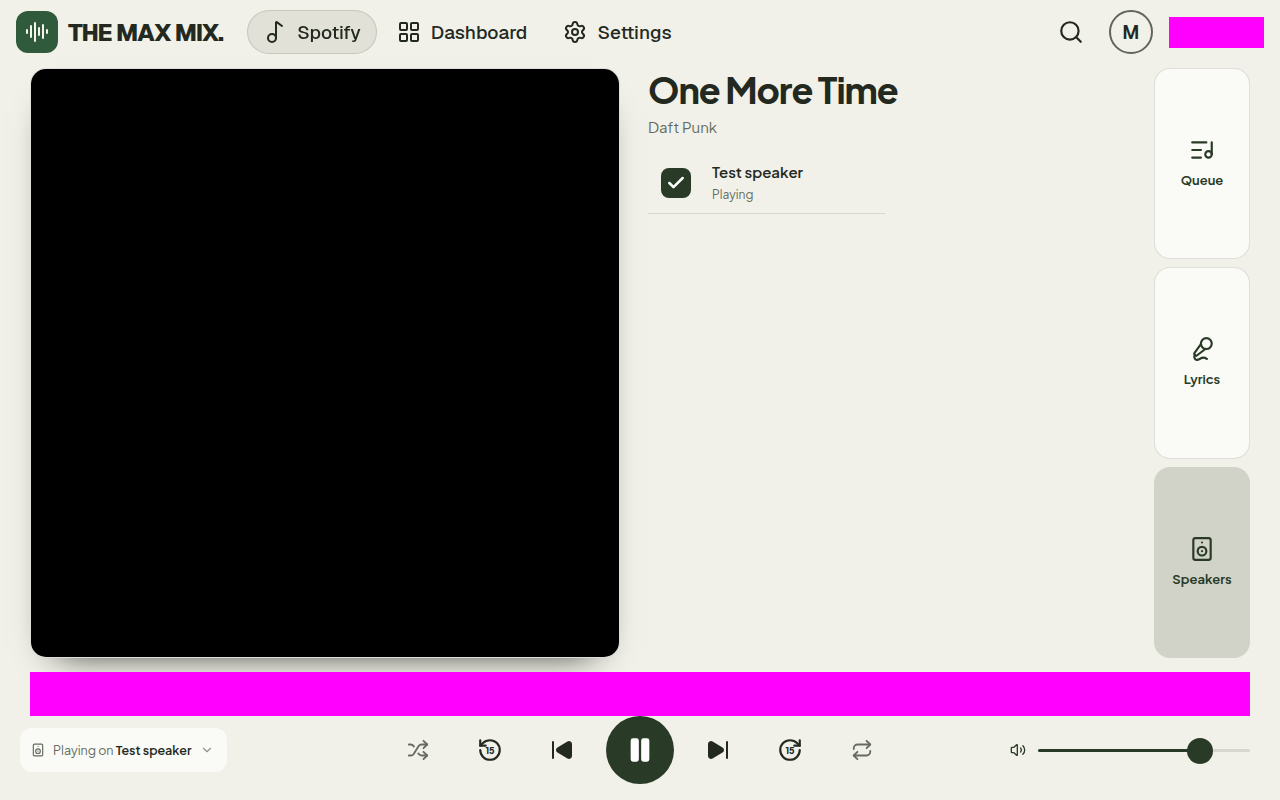 THE MAX MIX.
Spotify
Dashboard
Settings
M
One More Time
Daft Punk
Test speaker
Playing
Queue
Lyrics
Speakers
Playing on Test speaker
15
15